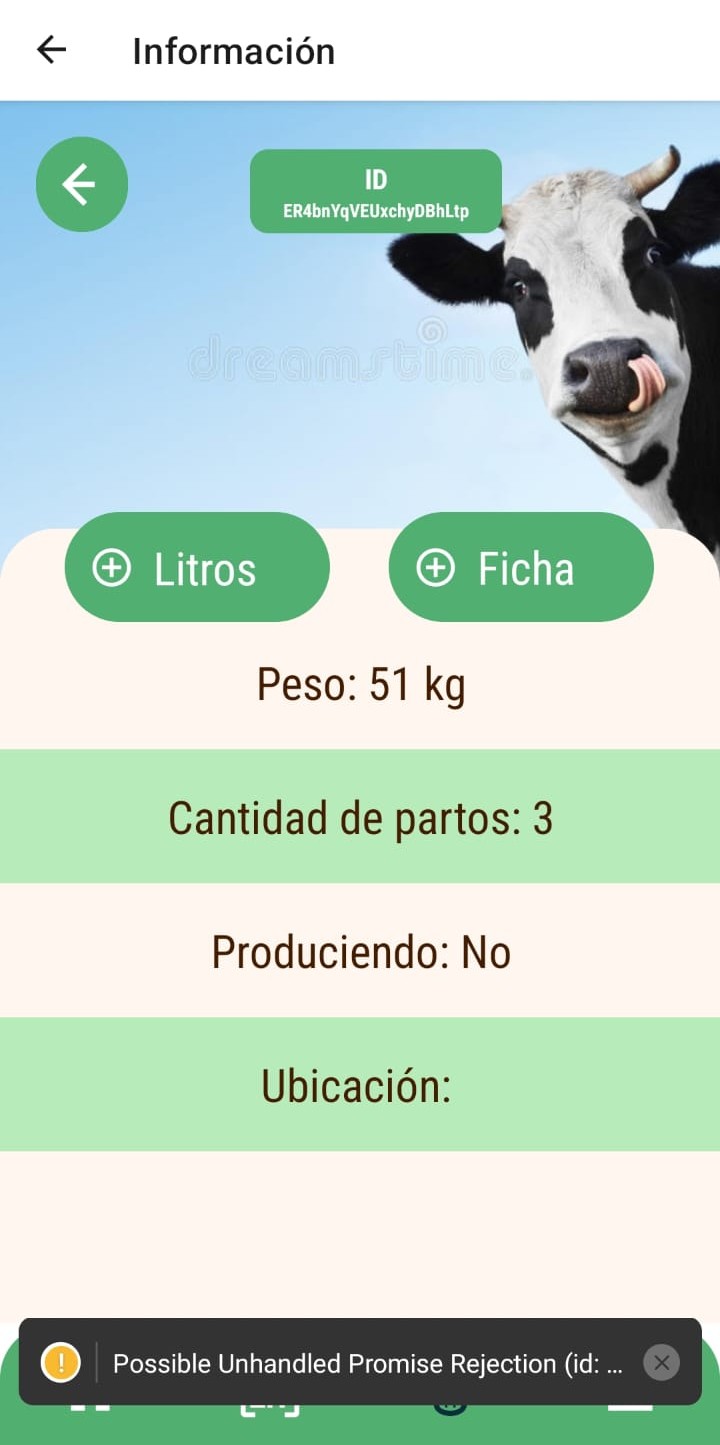 Información
ID
ER4bnYqVEUxchyDBhLtp
dreamstime.
Litros
Ficha
Peso: 51 kg
Cantidad de partos: 3
Produciendo: No
Ubicación:
Possible Unhandled Promise Rejection (id: ...